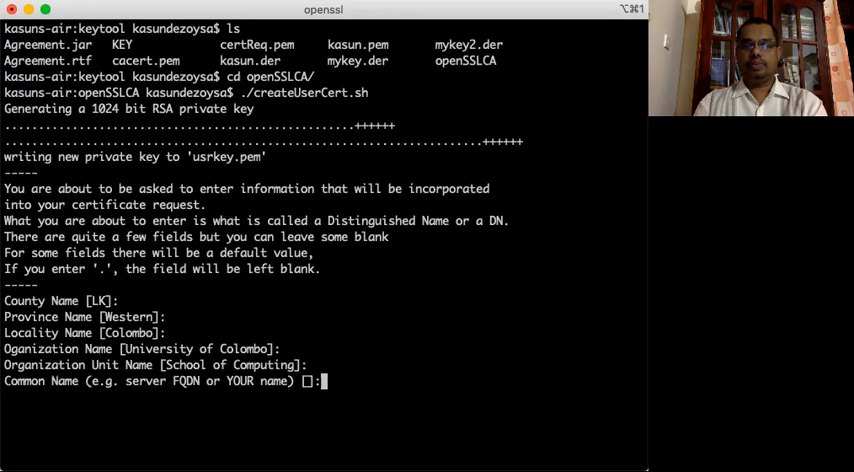 openssl
⌥⌘1
kasuns-air:keytool kasundezoysa$ ls
Agreement.jar KEY certReq.pem kasun.pem mykey2.der
Agreement.rtf cacert.pem kasun.der mykey.der openSSLCA
kasuns-air:keytool kasundezoysa$ cd openSSLCA/
kasuns-air:openSSLCA kasundezoysa$ ./createUserCert.sh
Generating a 1024 bit RSA private key
....................................................++++++
.......................................................................++++++
writing new private key to 'usrkey.pem'
-----
You are about to be asked to enter information that will be incorporated
into your certificate request.
What you are about to enter is what is called a Distinguished Name or a DN.
There are quite a few fields but you can leave some blank
For some fields there will be a default value,
If you enter '.', the field will be left blank.
-----
County Name [LK]:
Province Name [Western]:
Locality Name [Colombo]:
Oganization Name [University of Colombo]:
Organization Unit Name [School of Computing]:
Common Name (e.g. server FQDN or YOUR name) []: